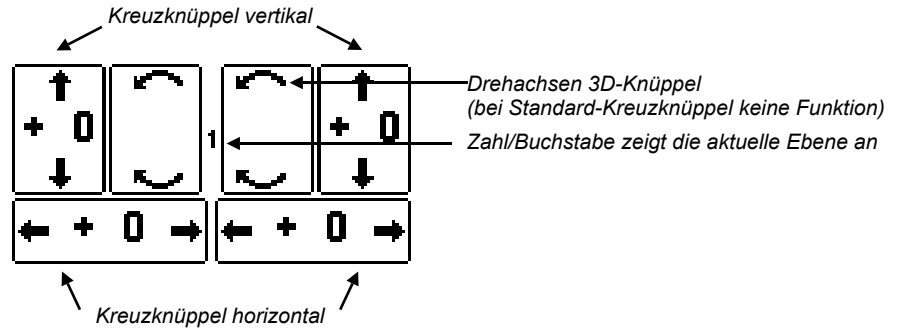 Kreuzknüppel vertikal
Drehachsen 3D-Knüppel
(bei Standard-Kreuzknüppel keine Funktion)
+ 0 1 + 0
Zahl/Buchstabe zeigt die aktuelle Ebene an
+ 0 + 0
Kreuzknüppel horizontal